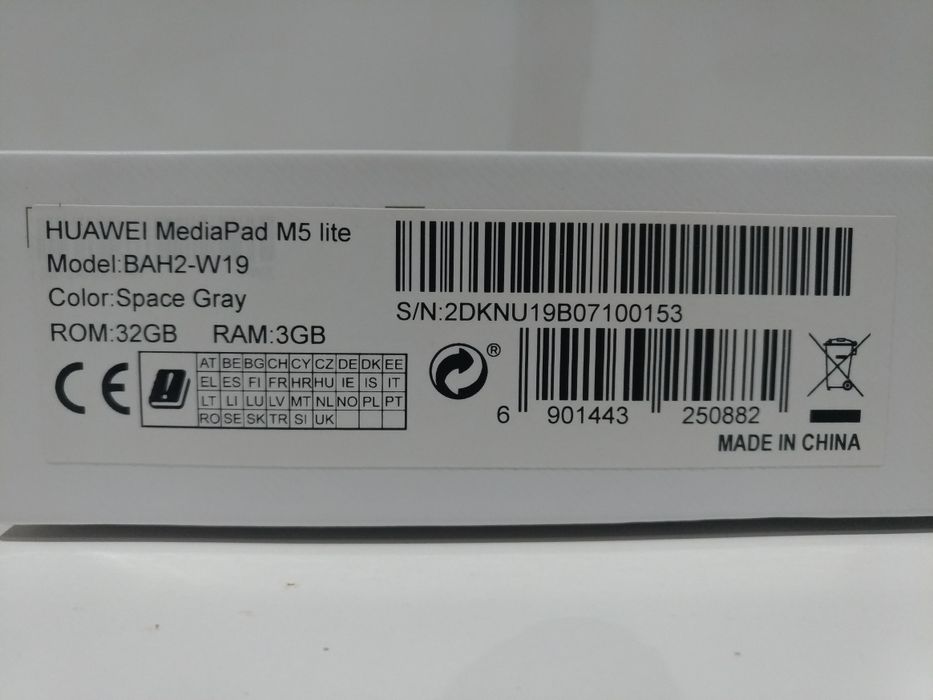 HUAWEI MediaPad M5 lite
Model:BAH2-W19
Color:Space Gray
ROM:32GB RAM:3GB
S/N:2DKNU19B07100153
CE
AT BE BG CH CY CZ DE DK EE
EL ES FI FR HR HU IE IS IT
LT LI LU LV MT NL NO PL PT
RO SE SK TR SI UK
®
6 901443 250882
MADE IN CHINA